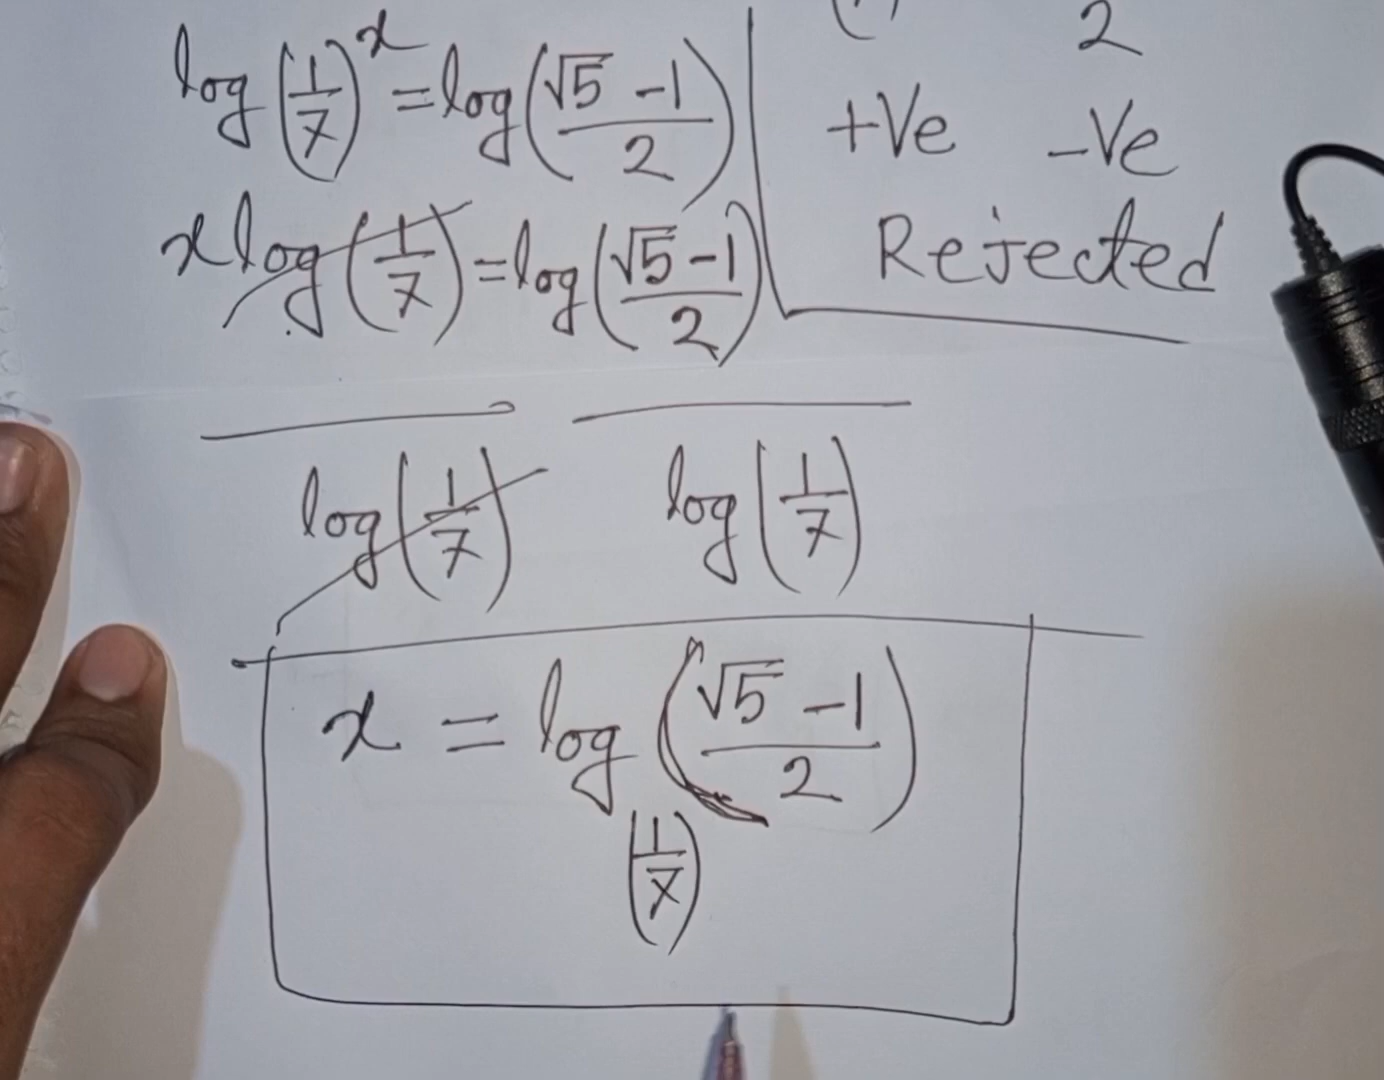 log(1/7)^x = log((√5 -1)/2)
x log(1/7) = log((√5 -1)/2)
log(1/7) log(1/7)
x = log_(1/7) ((√5 -1)/2)
2
+Ve -Ve
Rejected